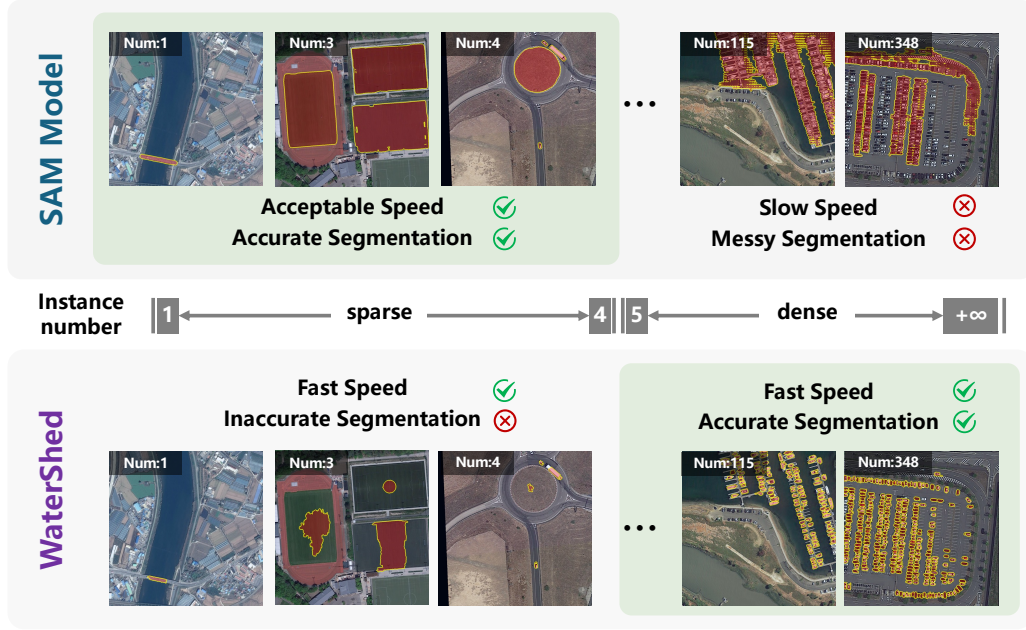 SAM Model
Num:1
Num:3
Num:4
...
Num:115
Num:348
Acceptable Speed
Accurate Segmentation
Slow Speed
Messy Segmentation
Instance number
1
sparse
4
5
dense
+∞
WaterShed
Fast Speed
Inaccurate Segmentation
Fast Speed
Accurate Segmentation
Num:1
Num:3
Num:4
...
Num:115
Num:348